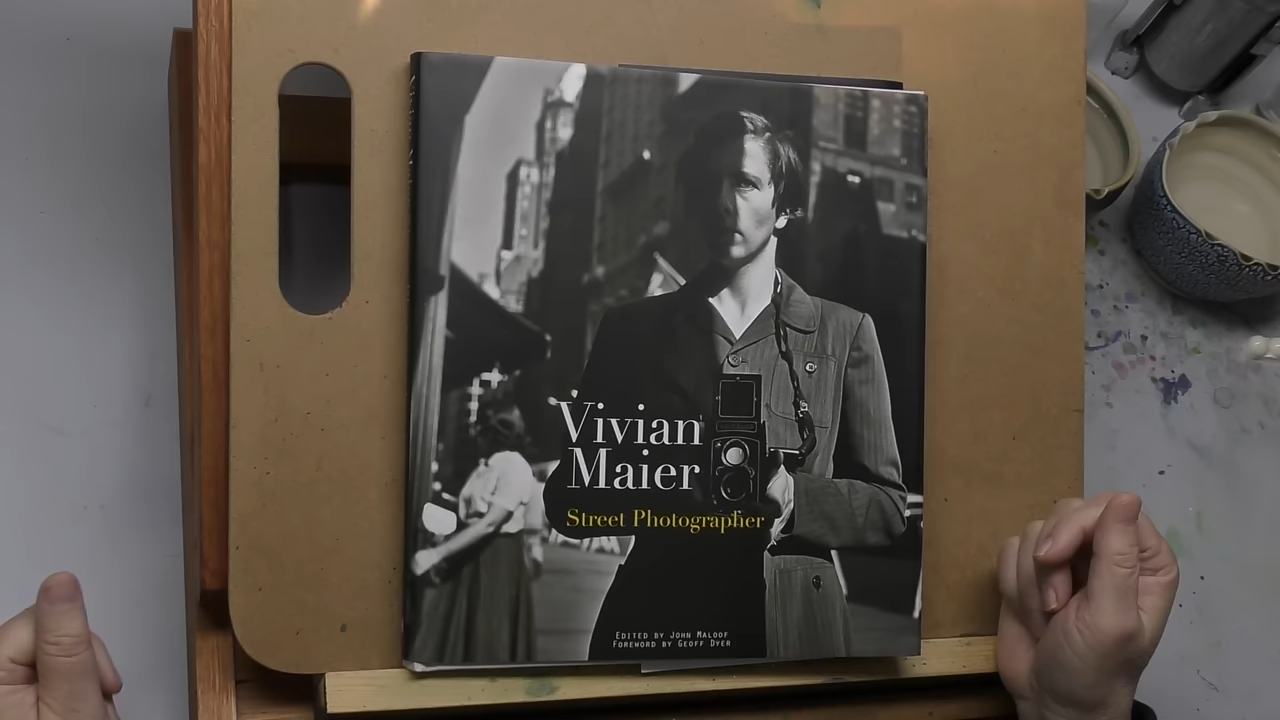 Vivian
Maier
Street Photographer
Edited by John Maloof
Foreword by Geoff Dyer